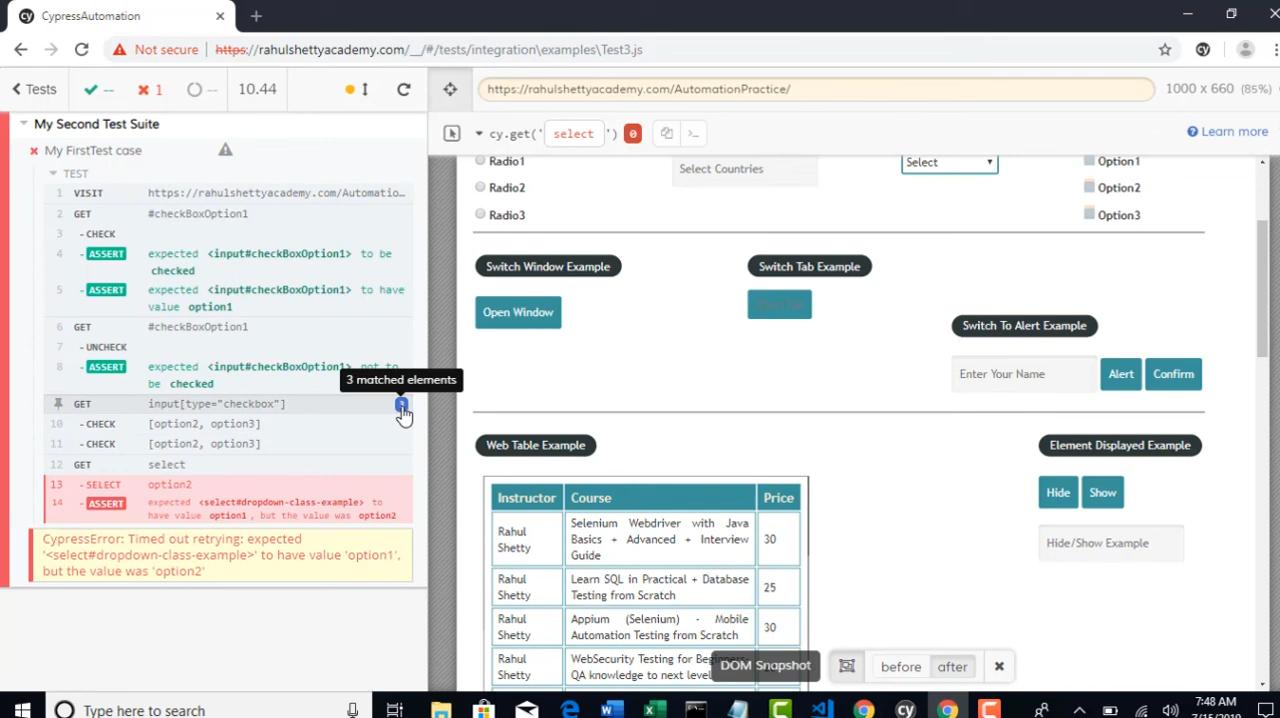 CypressAutomation
Not secure
https://rahulshettyacademy.com/__/#/tests/integration\examples\Test3.js
Tests
--
1
--
10.44
https://rahulshettyacademy.com/AutomationPractice/
1000 x 660 (85%)
My Second Test Suite
cy.get('select')
0
Learn more
My FirstTest case
TEST
1 VISIT https://rahulshettyacademy.com/Automatio...
2 GET #checkBoxOption1
3 -CHECK
4 -ASSERT expected <input#checkBoxOption1> to be
checked
5 -ASSERT expected <input#checkBoxOption1> to have
value option1
6 GET #checkBoxOption1
7 -UNCHECK
8 -ASSERT expected <input#checkBoxOption1> not to
be checked
3 matched elements
GET input[type="checkbox"]
10 -CHECK [option2, option3]
11 -CHECK [option2, option3]
12 GET select
13 -SELECT option2
14 -ASSERT expected <select#dropdown-class-example> to
have value option1, but the value was option2
CypressError: Timed out retrying: expected
'<select#dropdown-class-example>' to have value 'option1',
but the value was 'option2'
Radio1
Select Countries
Select
Option1
Radio2
Option2
Radio3
Option3
Switch Window Example
Switch Tab Example
Open Window
Switch To Alert Example
Enter Your Name
Alert
Confirm
Web Table Example
Element Displayed Example
Instructor Course Price
Rahul
Shetty
Selenium Webdriver with Java
Basics + Advanced + Interview
Guide
30
Hide
Show
Hide/Show Example
Rahul
Shetty
Learn SQL in Practical + Database
Testing from Scratch
25
Rahul
Shetty
Appium (Selenium) - Mobile
Automation Testing from Scratch
30
Rahul
Shetty
WebSecurity Testing for
QA knowledge to next level
DOM Snapshot
before
after
Type here to search
7:48 AM